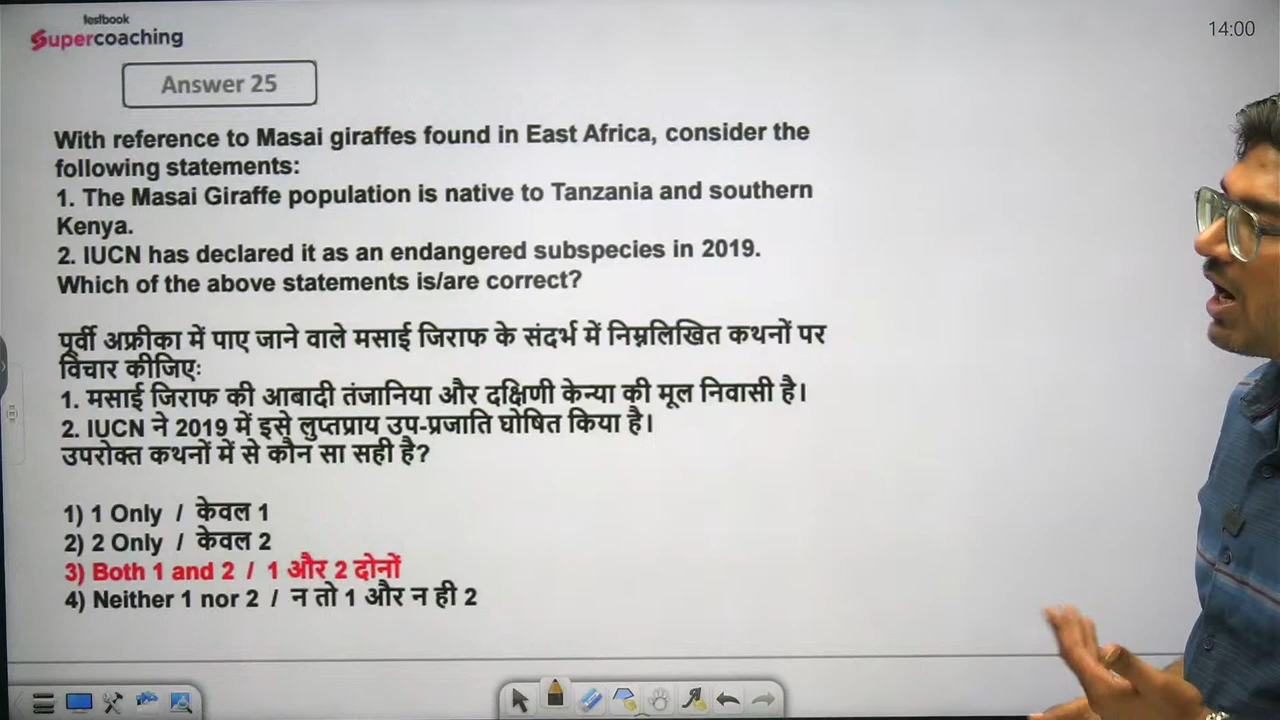 testbook
Supercoaching
14:00
Answer 25
With reference to Masai giraffes found in East Africa, consider the
following statements:
1. The Masai Giraffe population is native to Tanzania and southern
Kenya.
2. IUCN has declared it as an endangered subspecies in 2019.
Which of the above statements is/are correct?
पूर्वी अफ्रीका में पाए जाने वाले मसाई जिराफ के संदर्भ में निम्नलिखित कथनों पर
विचार कीजिए:
1. मसाई जिराफ की आबादी तंजानिया और दक्षिणी केन्या की मूल निवासी है।
2. IUCN ने 2019 में इसे लुप्तप्राय उप-प्रजाति घोषित किया है।
उपरोक्त कथनों में से कौन सा सही है?
1) 1 Only / केवल 1
2) 2 Only / केवल 2
3) Both 1 and 2 / 1 और 2 दोनों
4) Neither 1 nor 2 / न तो 1 और न ही 2